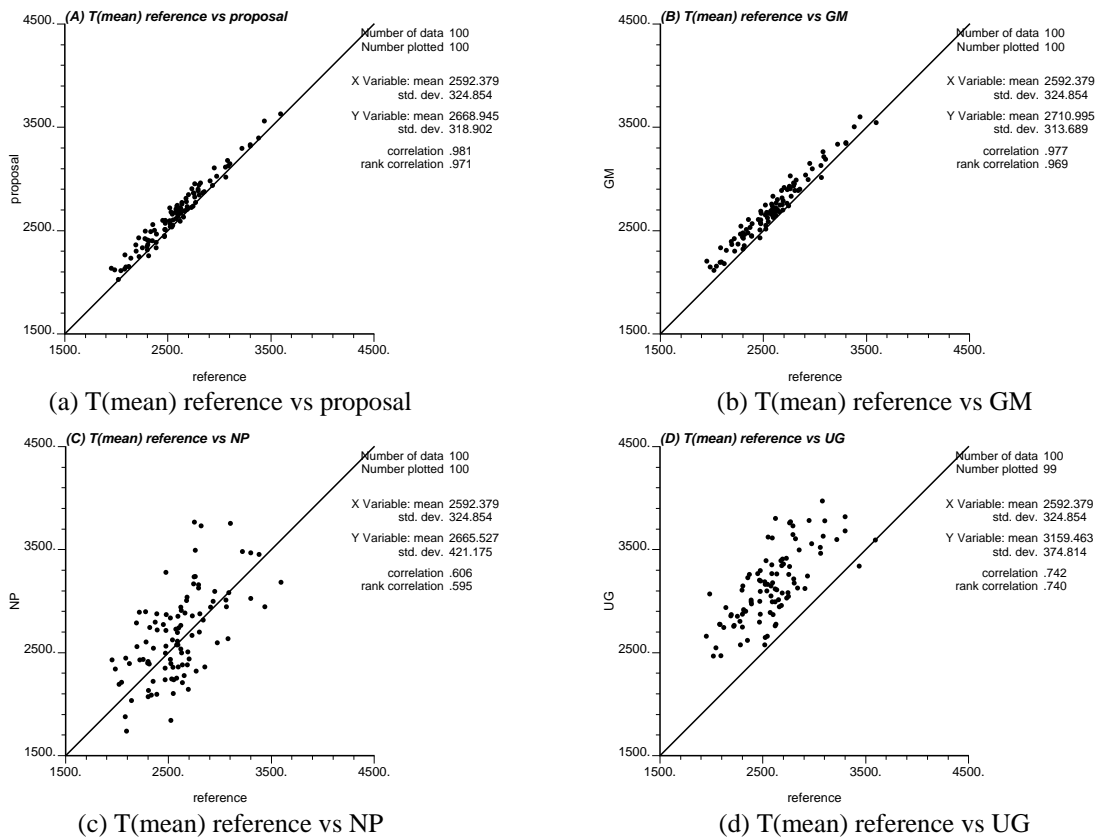 (A) T(mean) reference vs proposal
Number of data 100
Number plotted 100
X Variable: mean 2592.379
std. dev. 324.854
Y Variable: mean 2668.945
std. dev. 318.902
correlation .981
rank correlation .971
proposal
4500.
3500.
2500.
1500.
1500.
2500.
3500.
4500.
reference
(a) T(mean) reference vs proposal
(B) T(mean) reference vs GM
Number of data 100
Number plotted 100
X Variable: mean 2592.379
std. dev. 324.854
Y Variable: mean 2710.995
std. dev. 313.689
correlation .977
rank correlation .969
GM
4500.
3500.
2500.
1500.
1500.
2500.
3500.
4500.
reference
(b) T(mean) reference vs GM
(C) T(mean) reference vs NP
Number of data 100
Number plotted 100
X Variable: mean 2592.379
std. dev. 324.854
Y Variable: mean 2665.527
std. dev. 421.175
correlation .606
rank correlation .595
NP
4500.
3500.
2500.
1500.
1500.
2500.
3500.
4500.
reference
(c) T(mean) reference vs NP
(D) T(mean) reference vs UG
Number of data 100
Number plotted 99
X Variable: mean 2592.379
std. dev. 324.854
Y Variable: mean 3159.463
std. dev. 374.814
correlation .742
rank correlation .740
UG
4500.
3500.
2500.
1500.
1500.
2500.
3500.
4500.
reference
(d) T(mean) reference vs UG